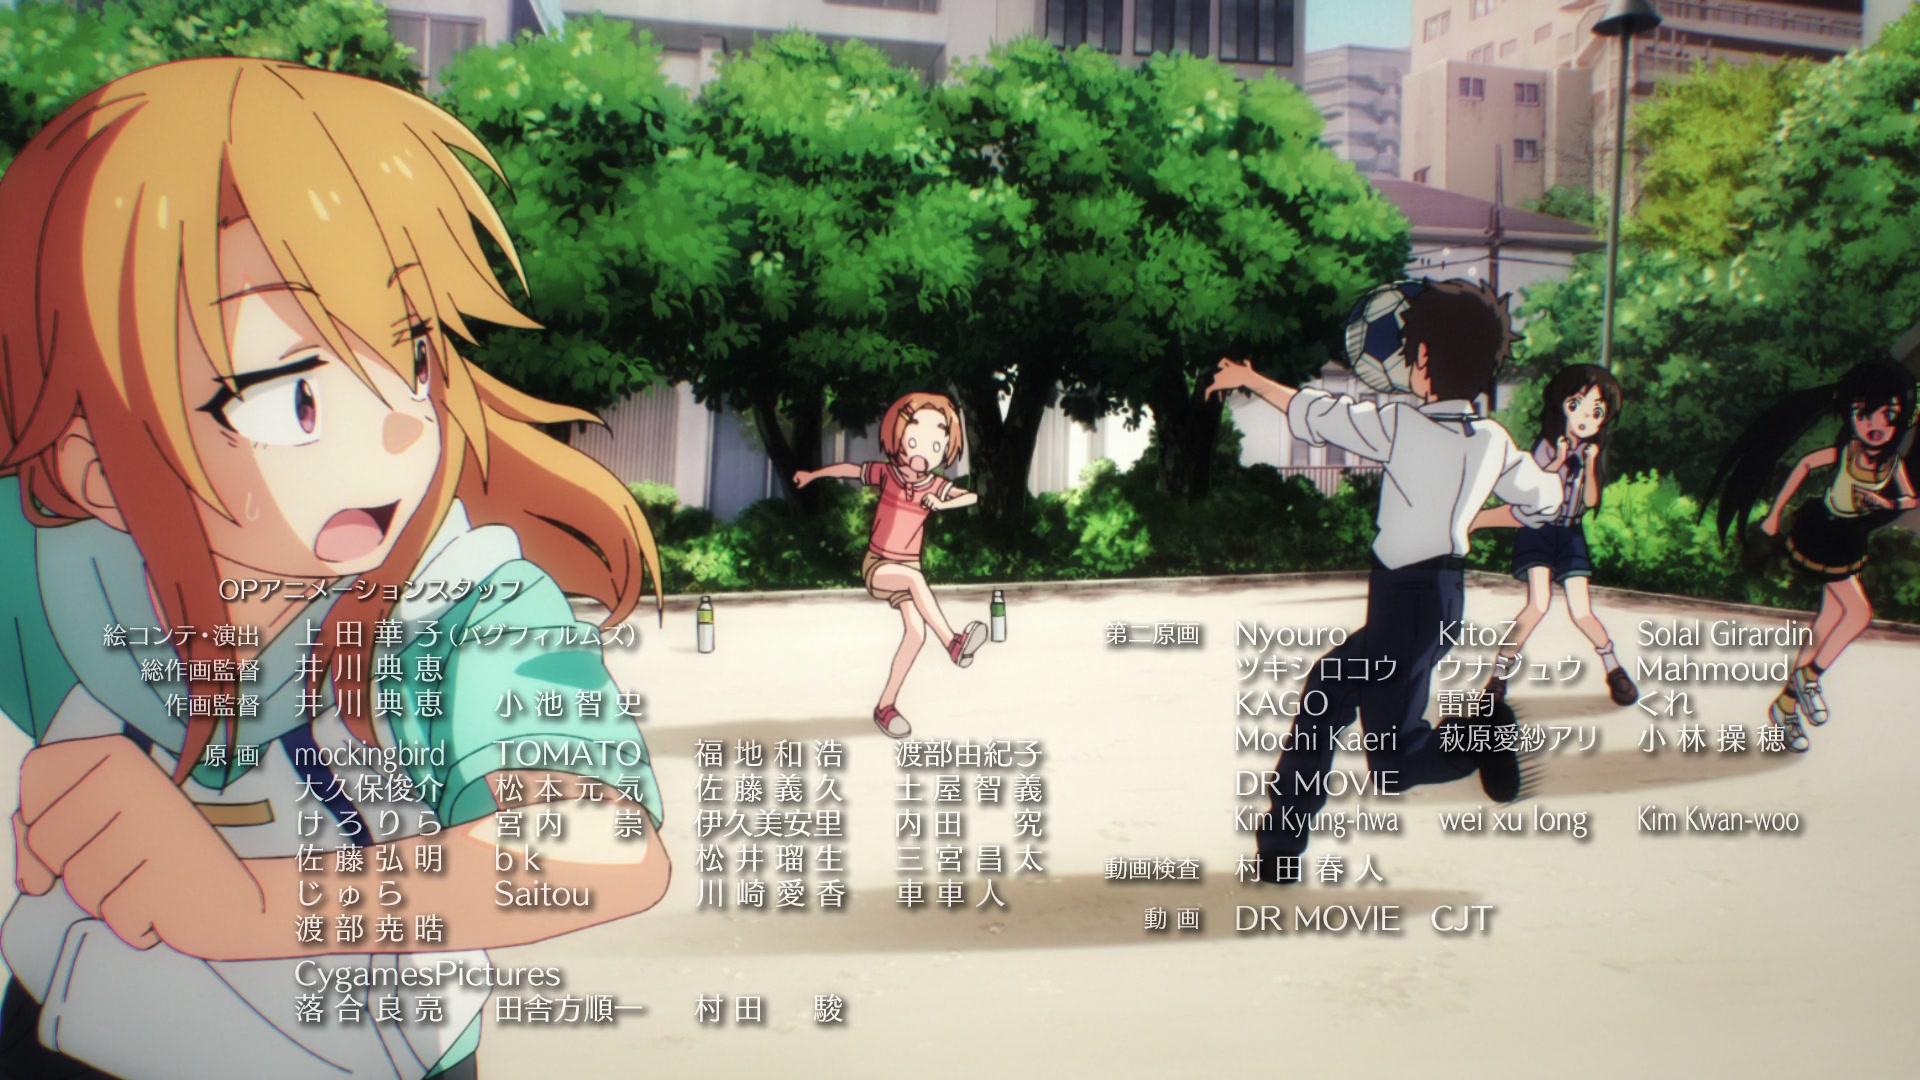 OPアニメーションスタッフ
絵コンテ・演出 上田華子(バグフィルムズ)
総作画監督 井川典恵
作画監督 井川典恵 小池智史
原画 mockingbird TOMATO 福地和浩 渡部由紀子
大久保俊介 松本元気 佐藤義久 土屋智義
けろりら 宮内崇 伊久美安里 内田究
佐藤弘明 bk 松井瑠生 三宮昌太
じゅら Saitou 川崎愛香 車車人
渡部尭晧
CygamesPictures
落合良亮 田舎方順一 村田駿
第二原画 Nyouro KitoZ Solal Girardin
ツキシロコウ ウナジュウ Mahmoud
KAGO 雷韵 くれ
Mochi Kaeri 萩原愛紗アリ 小林操穂
DR MOVIE
Kim Kyung-hwa wei xu long Kim Kwan-woo
動画検査 村田春人
動画 DR MOVIE CJT